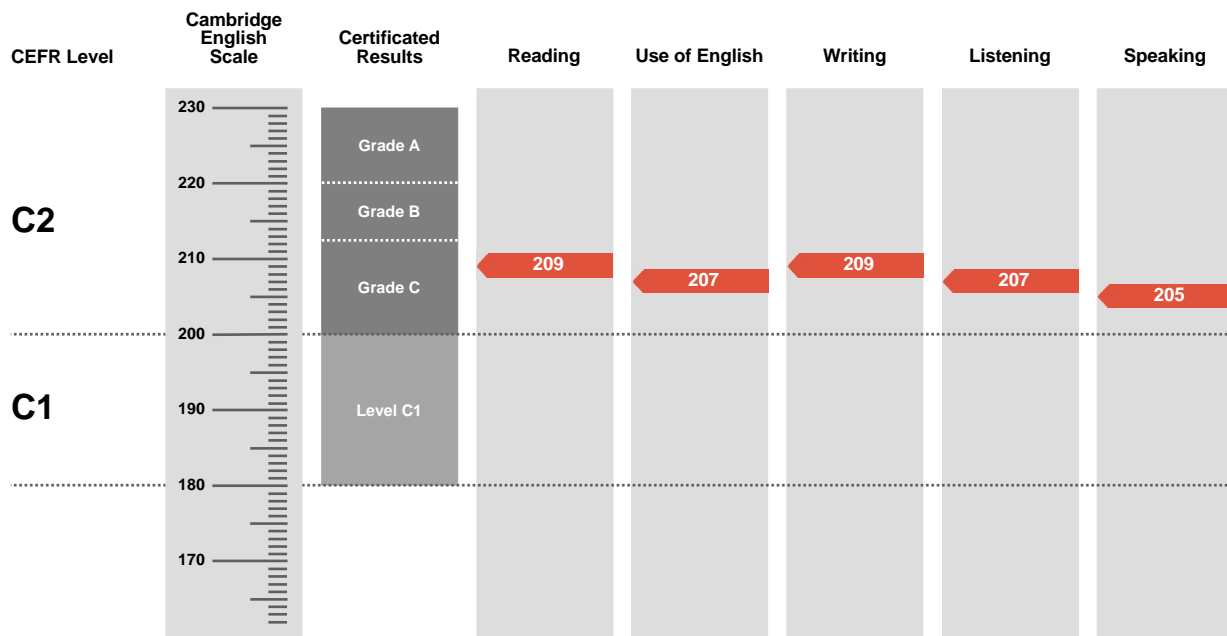 CEFR Level
Cambridge
English
Scale
Certificated
Results
Reading
Use of English
Writing
Listening
Speaking
230
Grade A
220
C2
Grade B
210
209
209
207
207
Grade C
205
200
C1
190
Level C1
180
170